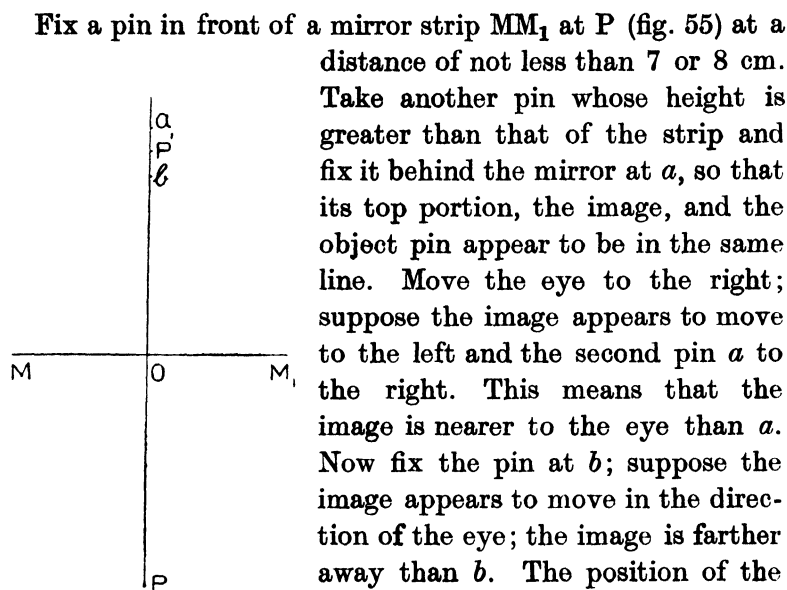 Fix a pin in front of a mirror strip MM₁ at P (fig. 55) at a
distance of not less than 7 or 8 cm.
Take another pin whose height is
greater than that of the strip and
fix it behind the mirror at a, so that
its top portion, the image, and the
object pin appear to be in the same
line. Move the eye to the right;
suppose the image appears to move
to the left and the second pin a to
the right. This means that the
image is nearer to the eye than a.
Now fix the pin at b; suppose the
image appears to move in the direc-
tion of the eye; the image is farther
away than b. The position of the
a
P'
b
M O M₁
P